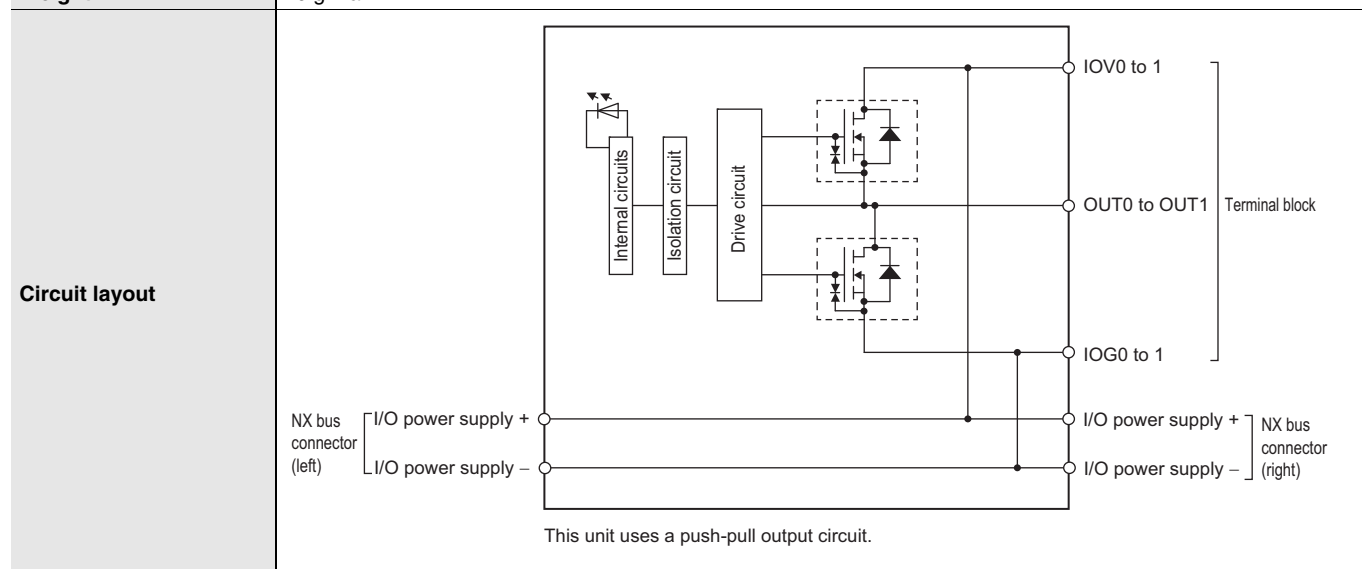 Circuit layout
Internal circuits
Isolation circuit
Drive circuit
IOV0 to 1
OUT0 to OUT1
Terminal block
IOG0 to 1
NX bus
connector
(left)
I/O power supply +
I/O power supply –
I/O power supply +
I/O power supply –
NX bus
connector
(right)
This unit uses a push-pull output circuit.